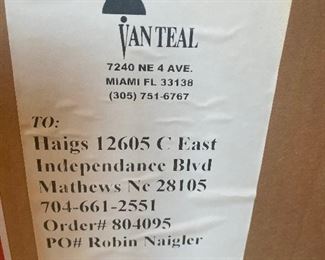 VAN TEAL
7240 NE 4 AVE.
MIAMI FL 33138
(305) 751-6767
TO:
Haigs 12605 C East
Independance Blvd
Mathews Nc 28105
704-661-2551
Order# 804095
PO# Robin Naigler